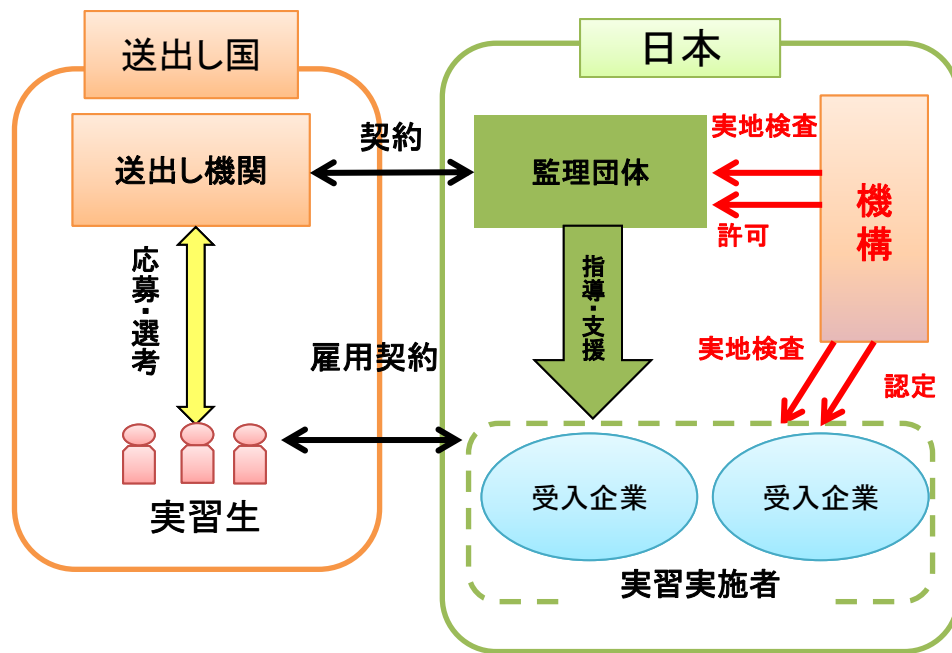 送出し国
日本
送出し機関
契約
監理団体
実地検査
許可
機構
応募・選考
指導・支援
雇用契約
実地検査
認定
実習生
受入企業
受入企業
実習実施者